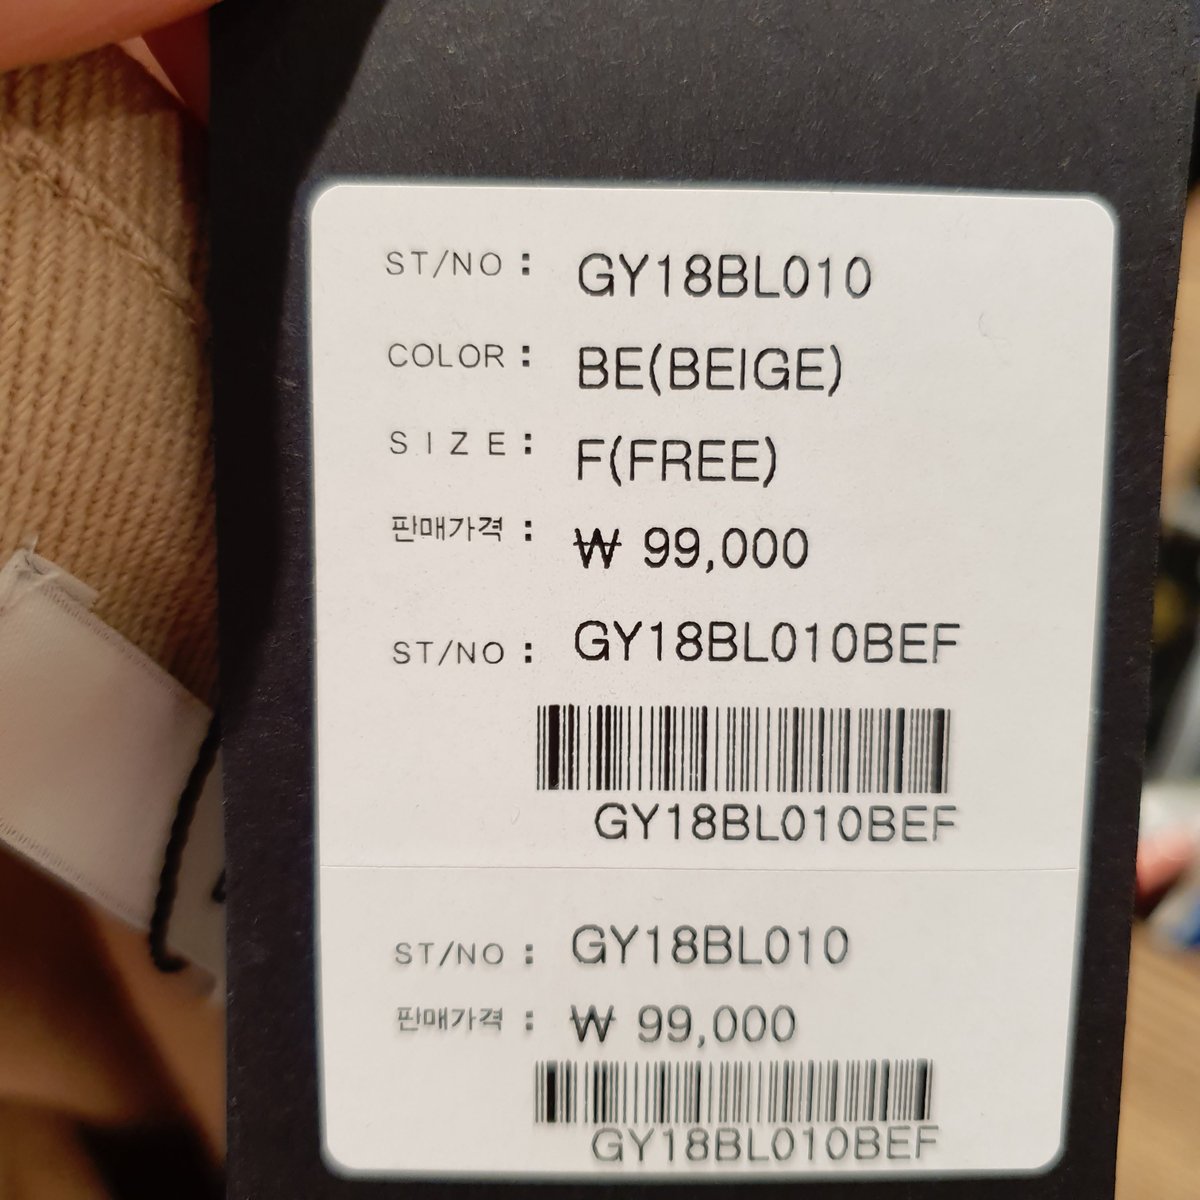 ST/NO : GY18BL010
COLOR : BE(BEIGE)
SIZE : F(FREE)
판매가격 : ₩ 99,000
ST/NO : GY18BL010BEF
GY18BL010BEF
ST/NO : GY18BL010
판매가격 : ₩ 99,000
GY18BL010BEF